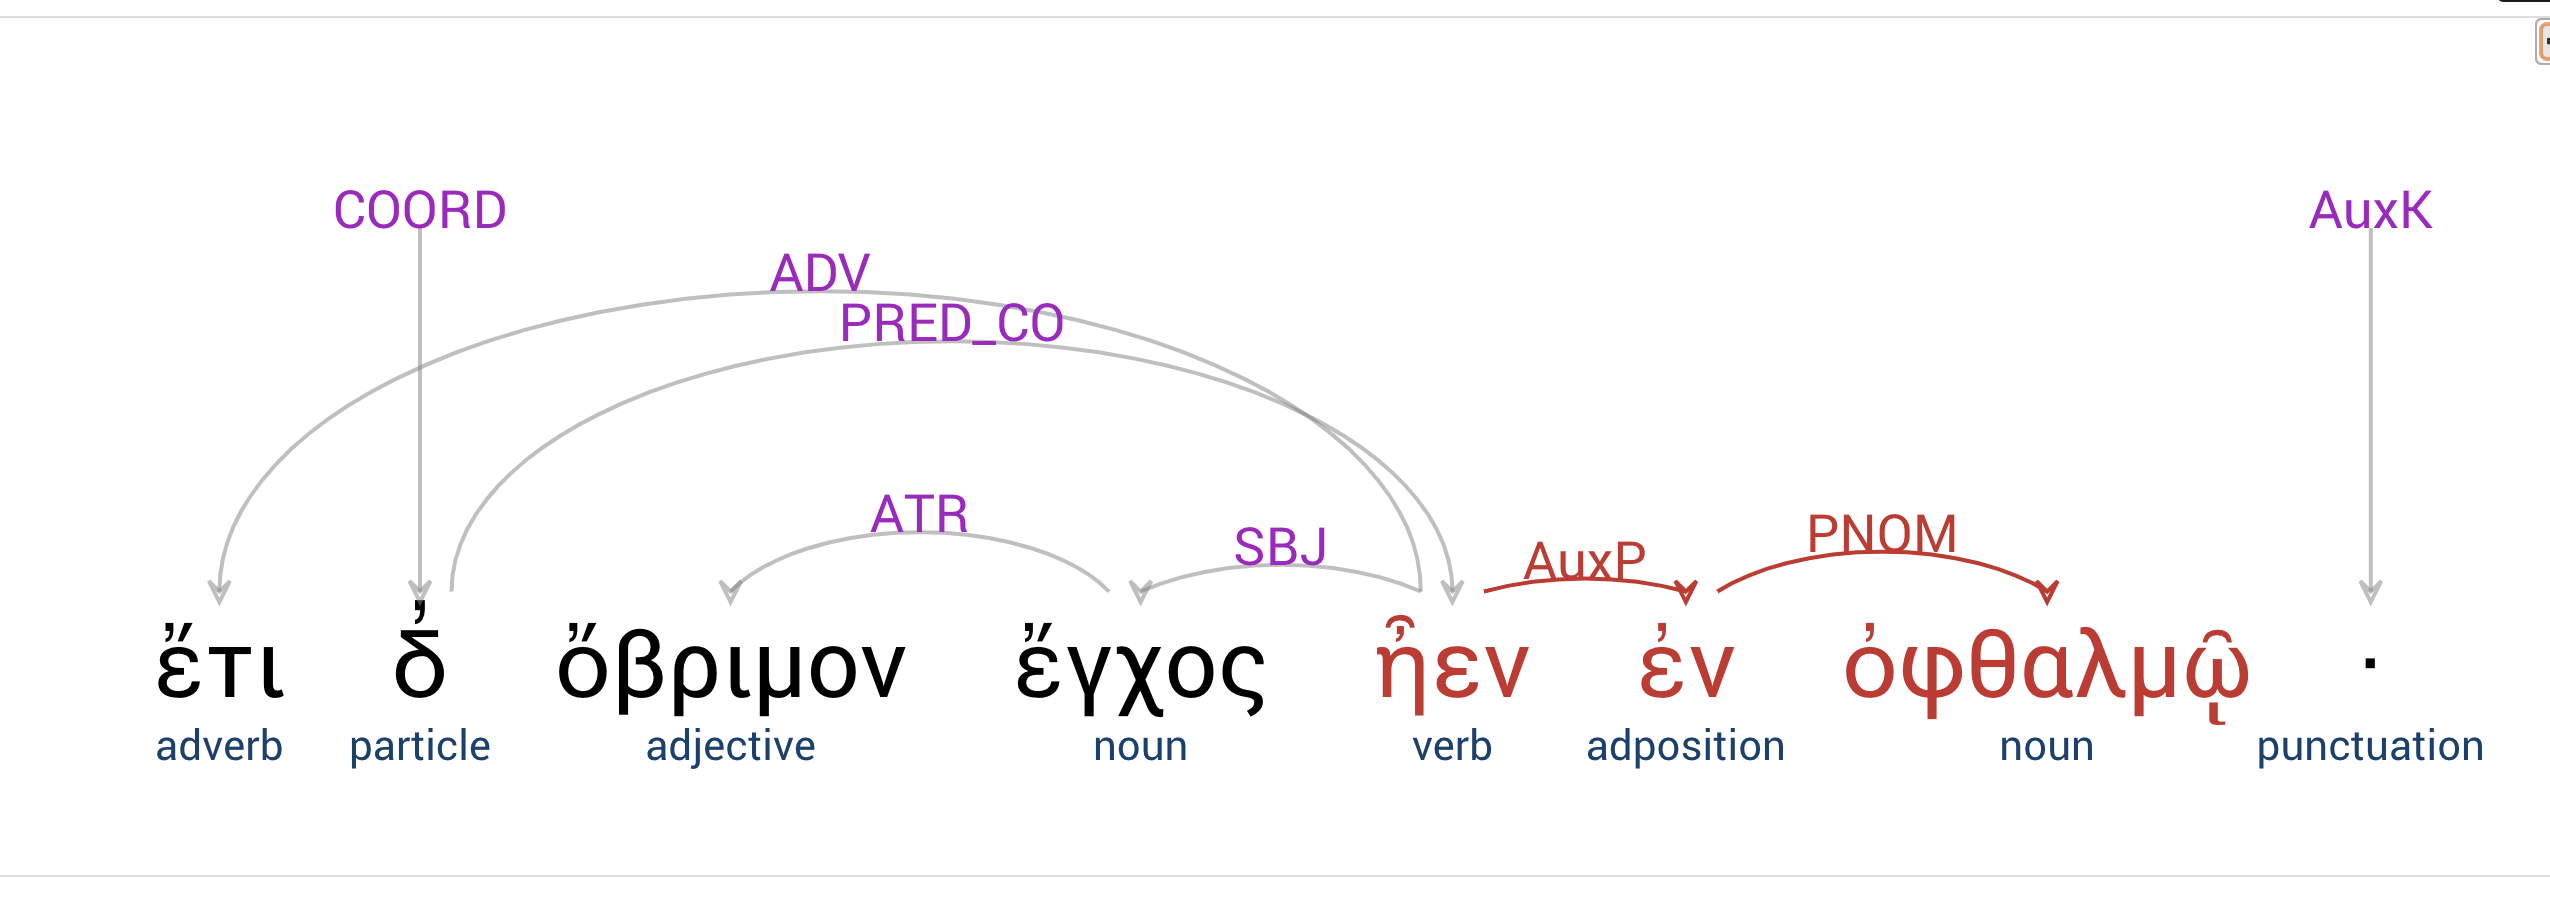 COORD AuxK
ADV
PRED_CO
ATR SBJ AuxP PNOM
ἔτι δ̓ ὄβριμον ἔγχος ἦεν ἐν ὀφθαλμῷ ·
adverb particle adjective noun verb adposition noun punctuation